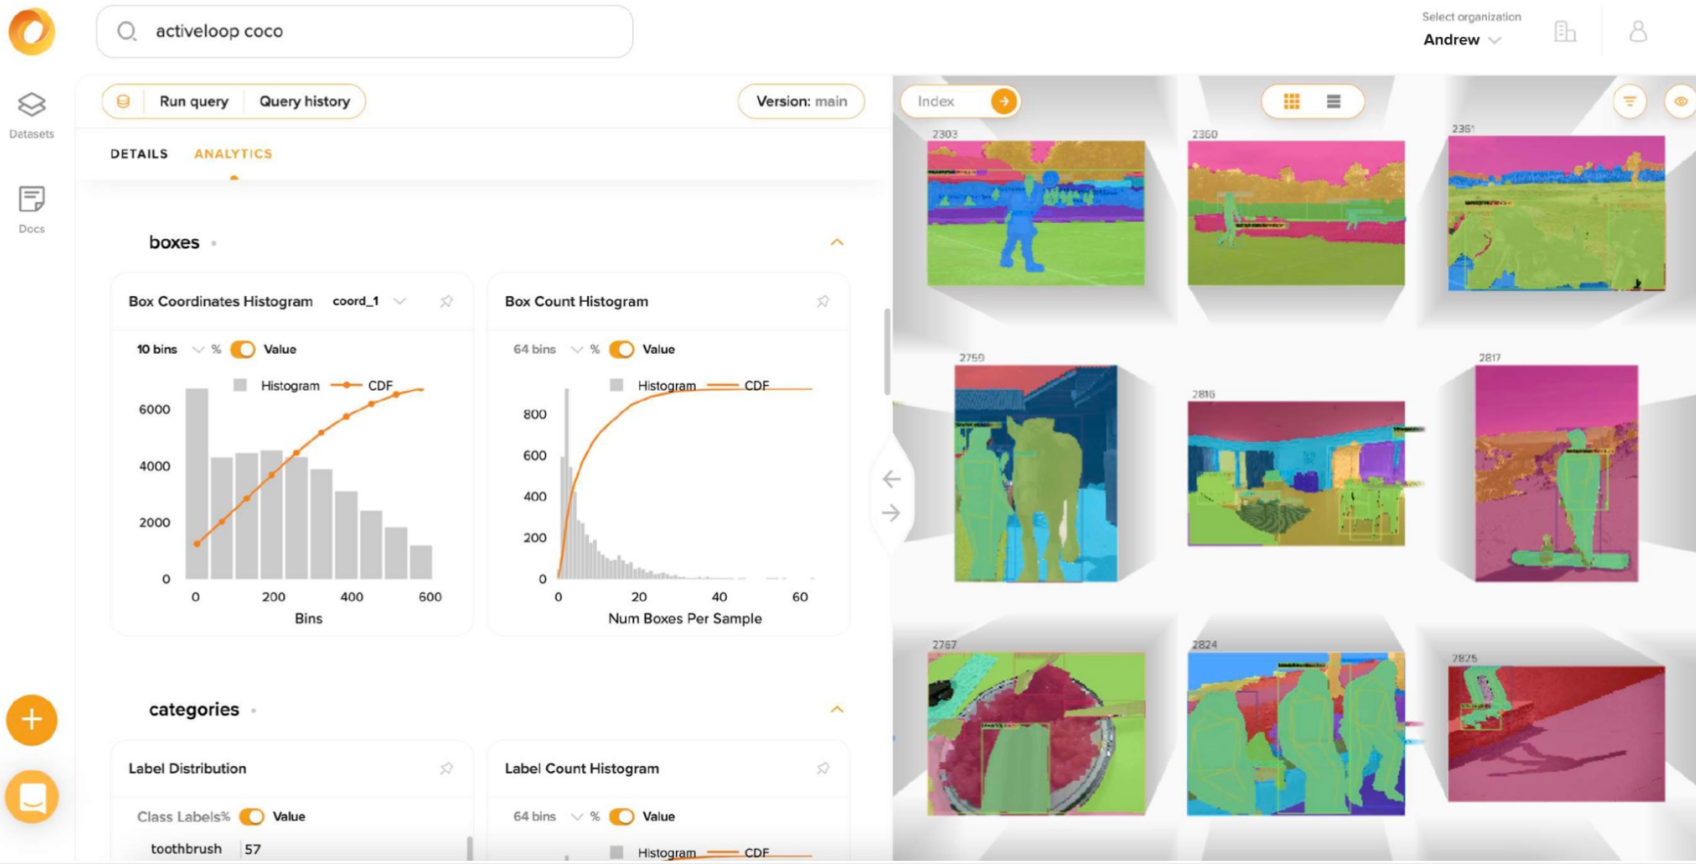 activeloop coco
Select organization
Andrew
Datasets
Docs
Run query
Query history
Version: main
DETAILS
ANALYTICS
boxes
Box Coordinates Histogram coord_1
10 bins % Value
Histogram CDF
6000
4000
2000
0
0 200 400 600
Bins
Box Count Histogram
64 bins % Value
Histogram CDF
800
600
400
200
0
0 20 40 60
Num Boxes Per Sample
categories
Label Distribution
Class Labels% Value
toothbrush 57
Label Count Histogram
64 bins % Value
Histogram CDF
Index
2303 2360 2361
2759 2816 2817
2767 2824 2825